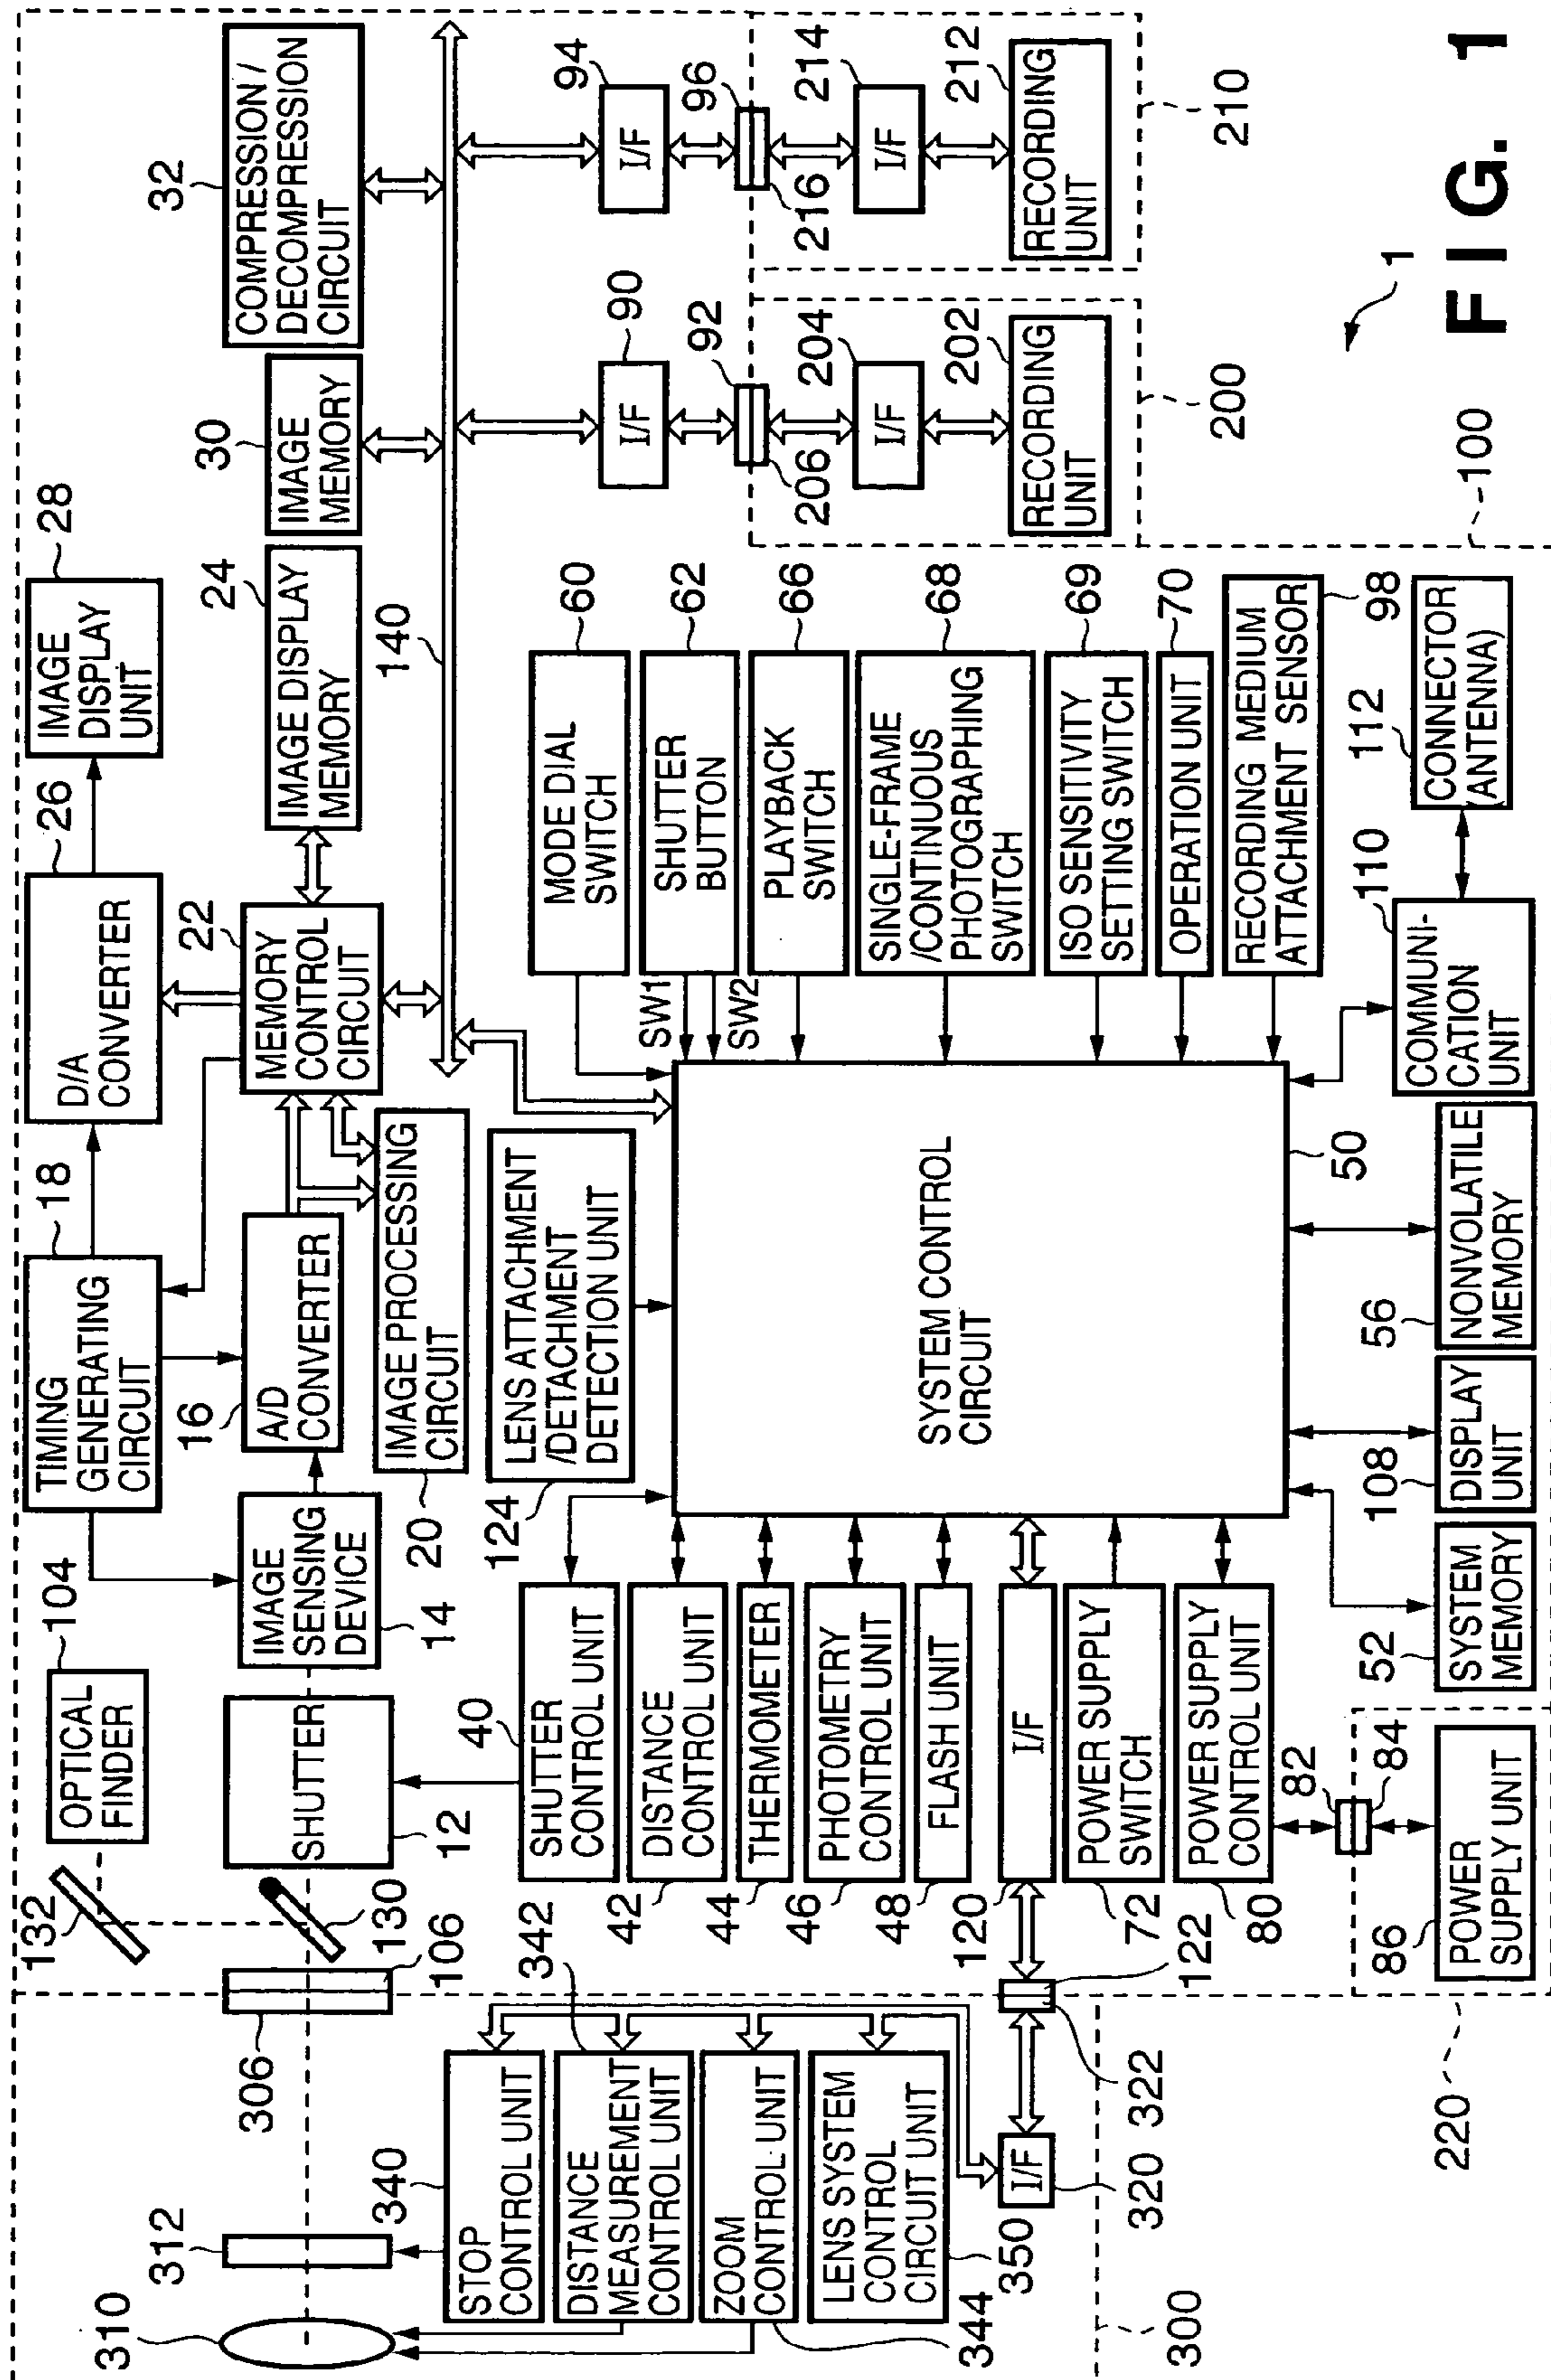 104
OPTICAL
FINDER
18
TIMING
GENERATING
CIRCUIT
26
D/A
CONVERTER
28
IMAGE
DISPLAY
UNIT
132
310
312
306
130
106
SHUTTER
12
IMAGE
SENSING
DEVICE
14
16
A/D
CONVERTER
22
MEMORY
CONTROL
CIRCUIT
24
IMAGE DISPLAY
MEMORY
30
IMAGE
MEMORY
32
COMPRESSION /
DECOMPRESSION
CIRCUIT
20
IMAGE PROCESSING
CIRCUIT
140
340
STOP
CONTROL UNIT
342
DISTANCE
MEASUREMENT
CONTROL UNIT
ZOOM
CONTROL UNIT
344
LENS SYSTEM
CONTROL
CIRCUIT UNIT
350
I/F
320
322
122
300
40
SHUTTER
CONTROL UNIT
42
DISTANCE
CONTROL UNIT
44
THERMOMETER
46
PHOTOMETRY
CONTROL UNIT
48
FLASH UNIT
120
I/F
72
POWER SUPPLY
SWITCH
80
POWER SUPPLY
CONTROL UNIT
82
84
86
POWER
SUPPLY UNIT
220
124
LENS ATTACHMENT
/DETACHMENT
DETECTION UNIT
SYSTEM CONTROL
CIRCUIT
50
52
SYSTEM
MEMORY
108
DISPLAY
UNIT
56
NONVOLATILE
MEMORY
110
COMMUNI-
CATION
UNIT
112
CONNECTOR
(ANTENNA)
MODE DIAL
SWITCH
60
SW1
SW2
SHUTTER
BUTTON
62
PLAYBACK
SWITCH
66
SINGLE-FRAME
/CONTINUOUS
PHOTOGRAPHING
SWITCH
68
ISO SENSITIVITY
SETTING SWITCH
69
OPERATION UNIT
70
RECORDING MEDIUM
ATTACHMENT SENSOR
98
90
I/F
92
206
204
I/F
202
RECORDING
UNIT
200
94
I/F
96
216
214
I/F
212
RECORDING
UNIT
210
100
1
FIG. 1